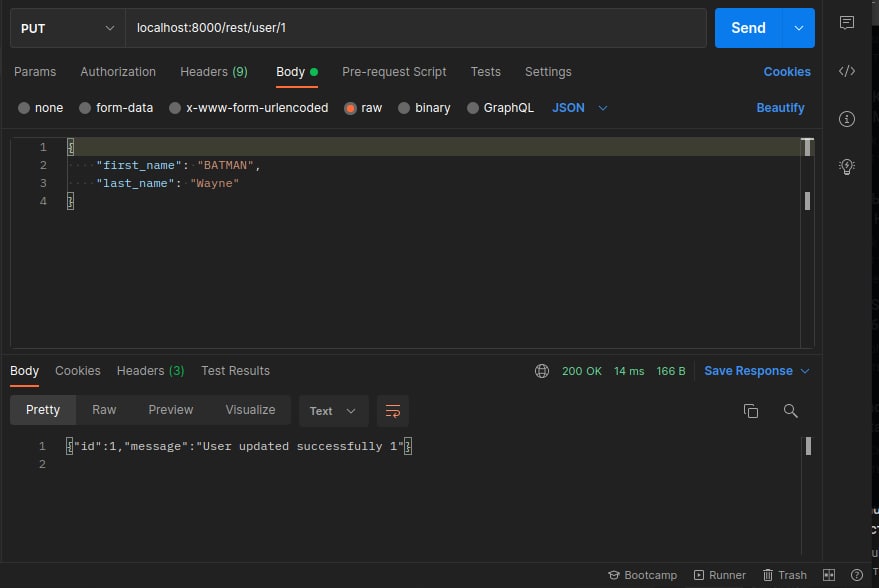 PUT localhost:8000/rest/user/1 Send
Params Authorization Headers (9) Body Pre-request Script Tests Settings Cookies
none form-data x-www-form-urlencoded raw binary GraphQL JSON Beautify
1 {
2 "first_name": "BATMAN",
3 "last_name": "Wayne"
4 }
Body Cookies Headers (3) Test Results 200 OK 14 ms 166 B Save Response
Pretty Raw Preview Visualize Text
1 {"id":1,"message":"User updated successfully 1"}
2
Bootcamp Runner Trash